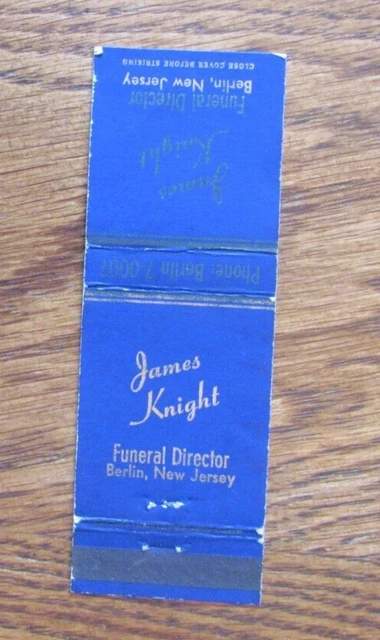 CLOSE COVER BEFORE STRIKING
Berlin, New Jersey
Funeral Director
James
Knight
Phone: Berlin 7-0007
James
Knight
Funeral Director
Berlin, New Jersey